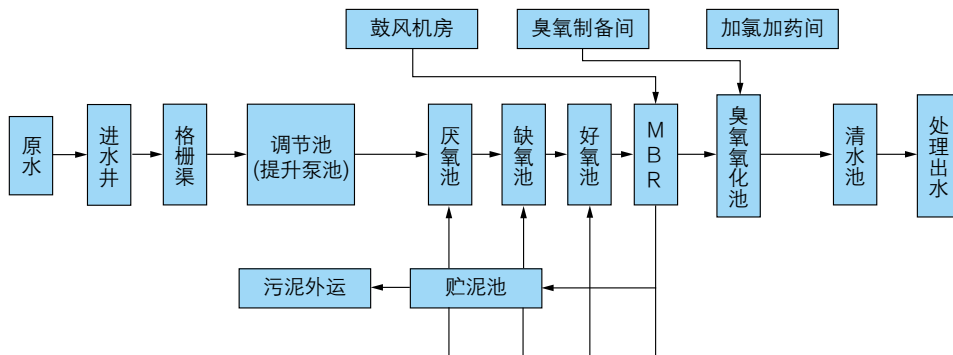 鼓风机房
臭氧制备间
加氯加药间
原水
进水井
格栅渠
调节池
(提升泵池)
厌氧池
缺氧池
好氧池
MBR
臭氧氧化池
清水池
处理出水
污泥外运
贮泥池